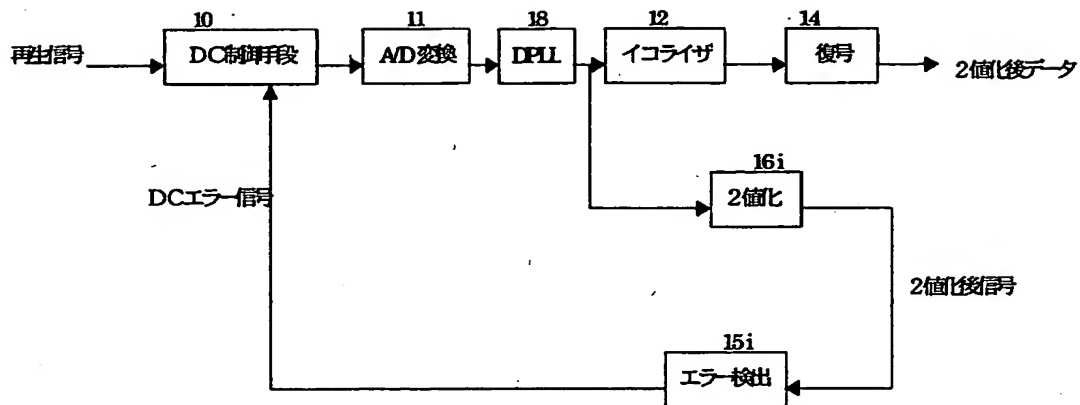 10
11
18
12
14
再生信号
DC制御手段
A/D変換
DPLL
イコライザ
復号
2値化後データ
16i
DCエラー信号
2値化
2値化後信号
15i
エラー検出